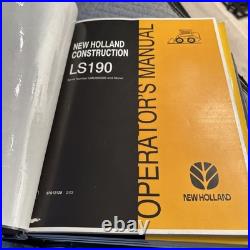 NEW HOLLAND
CONSTRUCTION
LS190
OPERATOR'S MANUAL
NEW HOLLAND